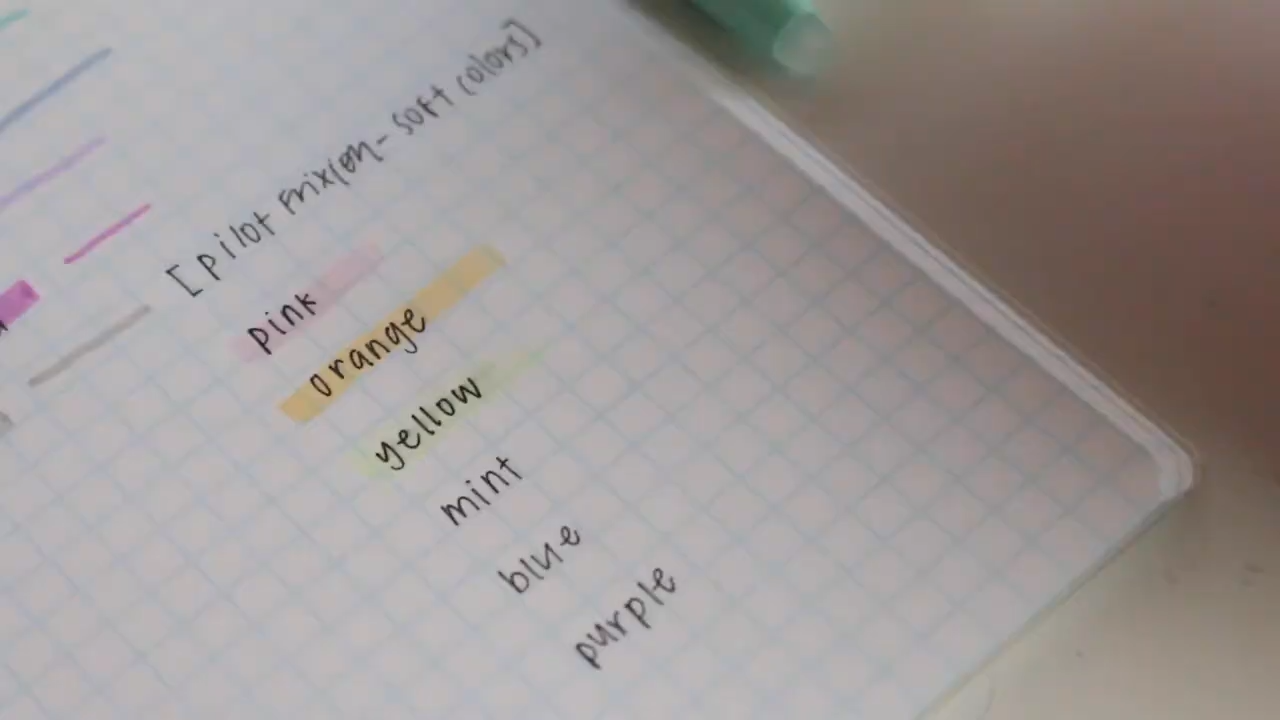 [pilot Frixion - soft colors]
pink
orange
yellow
mint
blue
purple